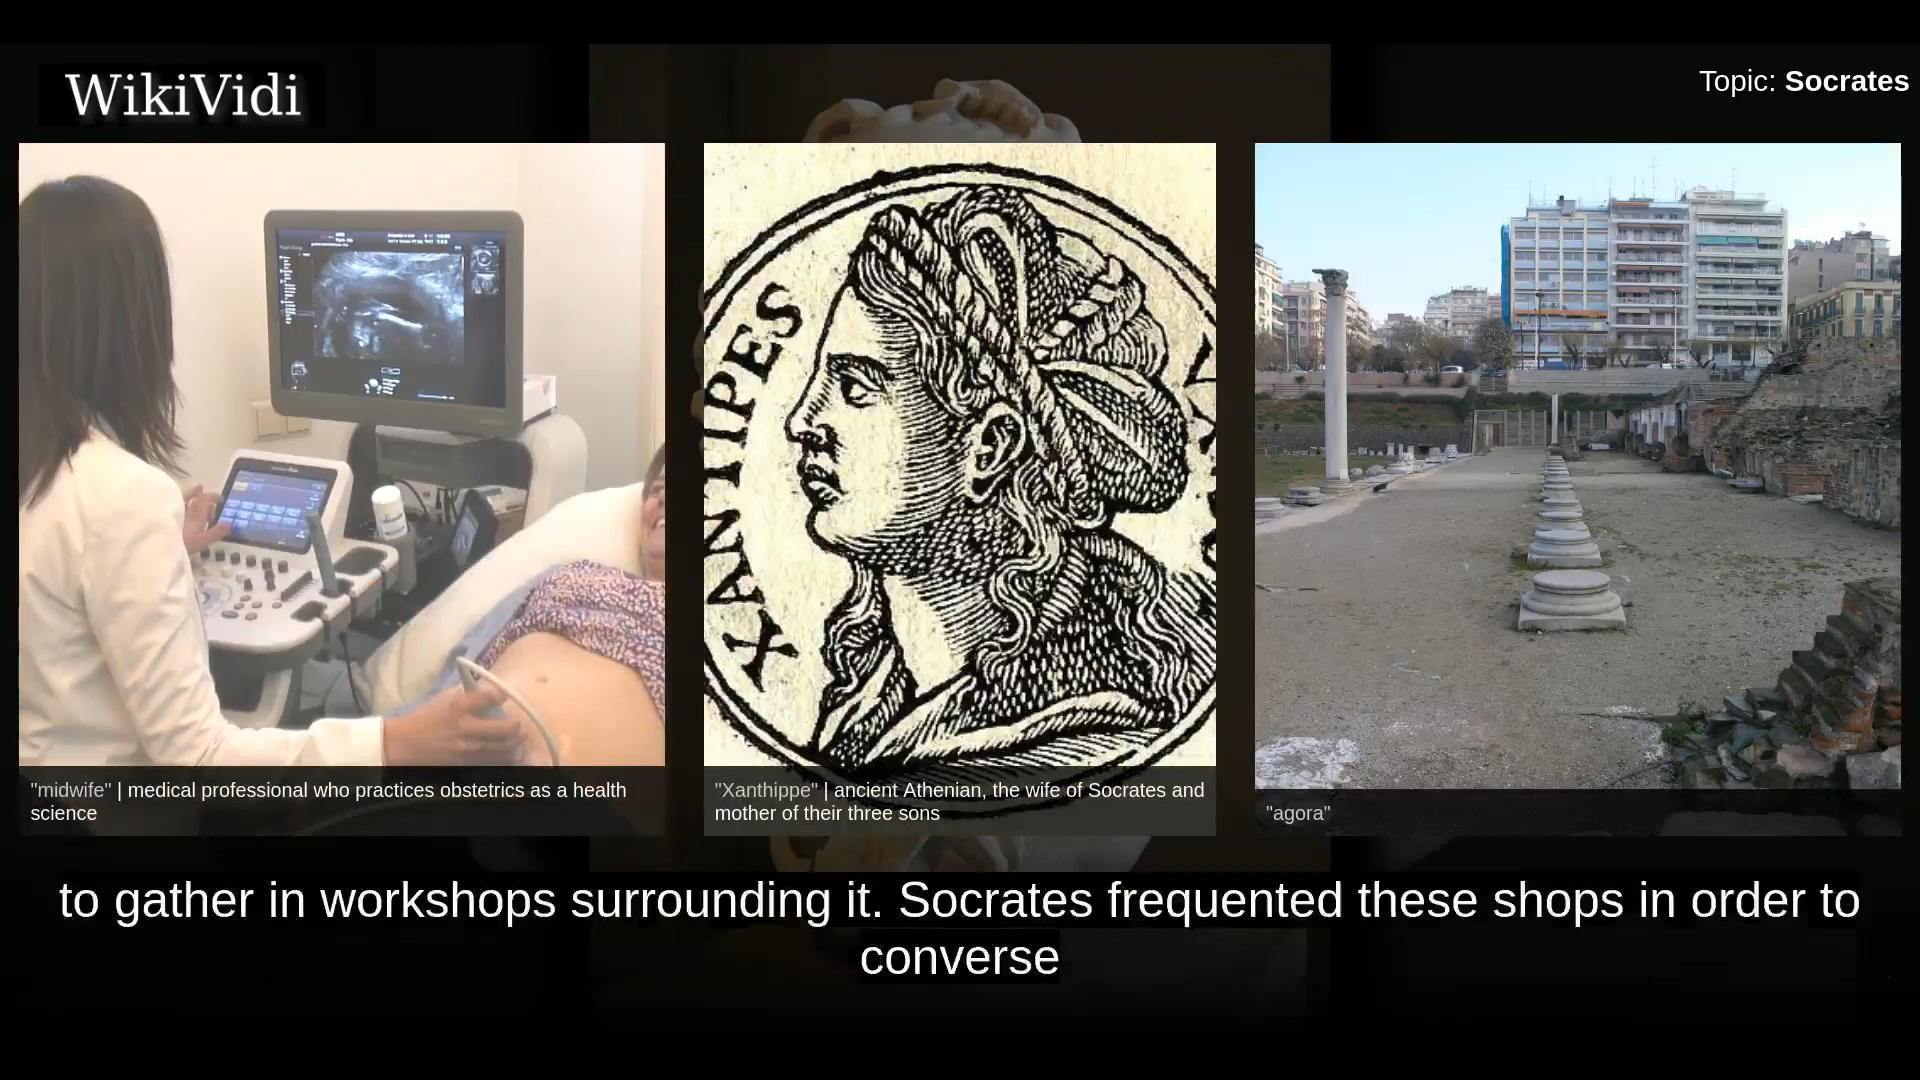 WikiVidi
Topic: Socrates
XANTIPES
"midwife" | medical professional who practices obstetrics as a health
science
"Xanthippe" | ancient Athenian, the wife of Socrates and
mother of their three sons
"agora"
to gather in workshops surrounding it. Socrates frequented these shops in order to
converse